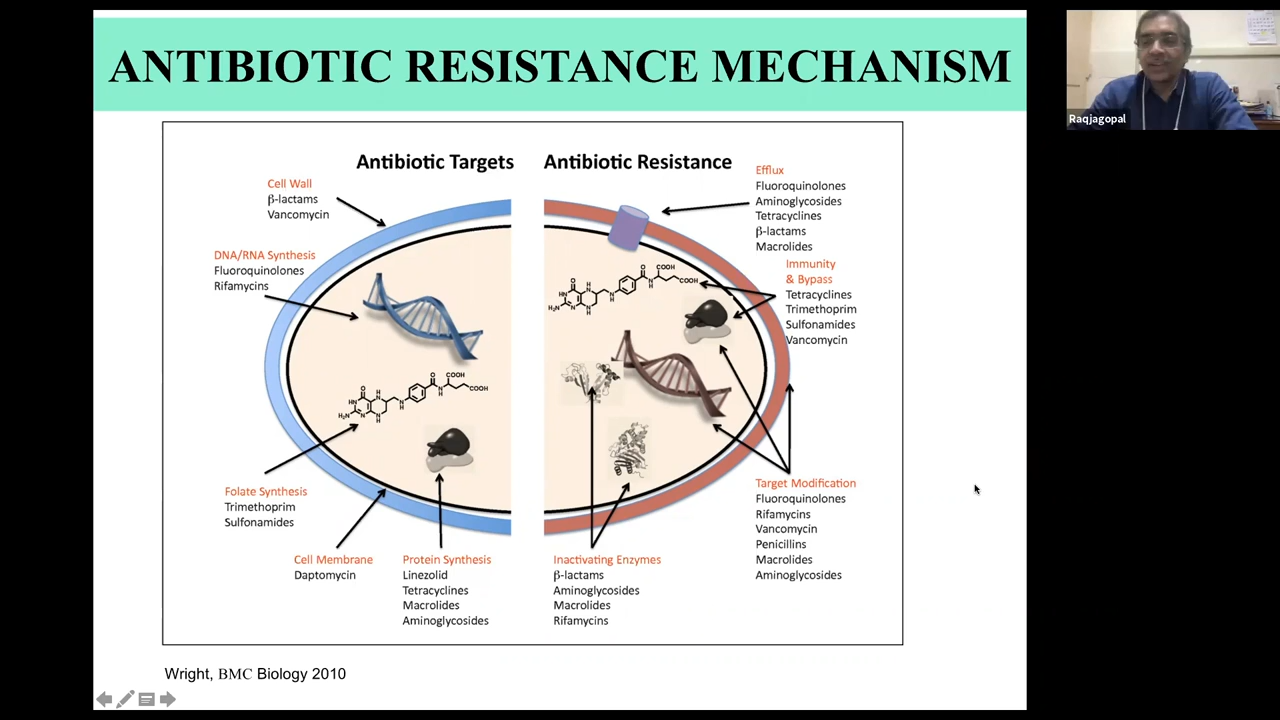 ANTIBIOTIC RESISTANCE MECHANISM
Raqjagopal
Antibiotic Targets
Antibiotic Resistance
Cell Wall
β-lactams
Vancomycin
DNA/RNA Synthesis
Fluoroquinolones
Rifamycins
Folate Synthesis
Trimethoprim
Sulfonamides
Cell Membrane
Daptomycin
Protein Synthesis
Linezolid
Tetracyclines
Macrolides
Aminoglycosides
Efflux
Fluoroquinolones
Aminoglycosides
Tetracyclines
β-lactams
Macrolides
Immunity
& Bypass
Tetracyclines
Trimethoprim
Sulfonamides
Vancomycin
Target Modification
Fluoroquinolones
Rifamycins
Vancomycin
Penicillins
Macrolides
Aminoglycosides
Inactivating Enzymes
β-lactams
Aminoglycosides
Macrolides
Rifamycins
Wright, BMC Biology 2010